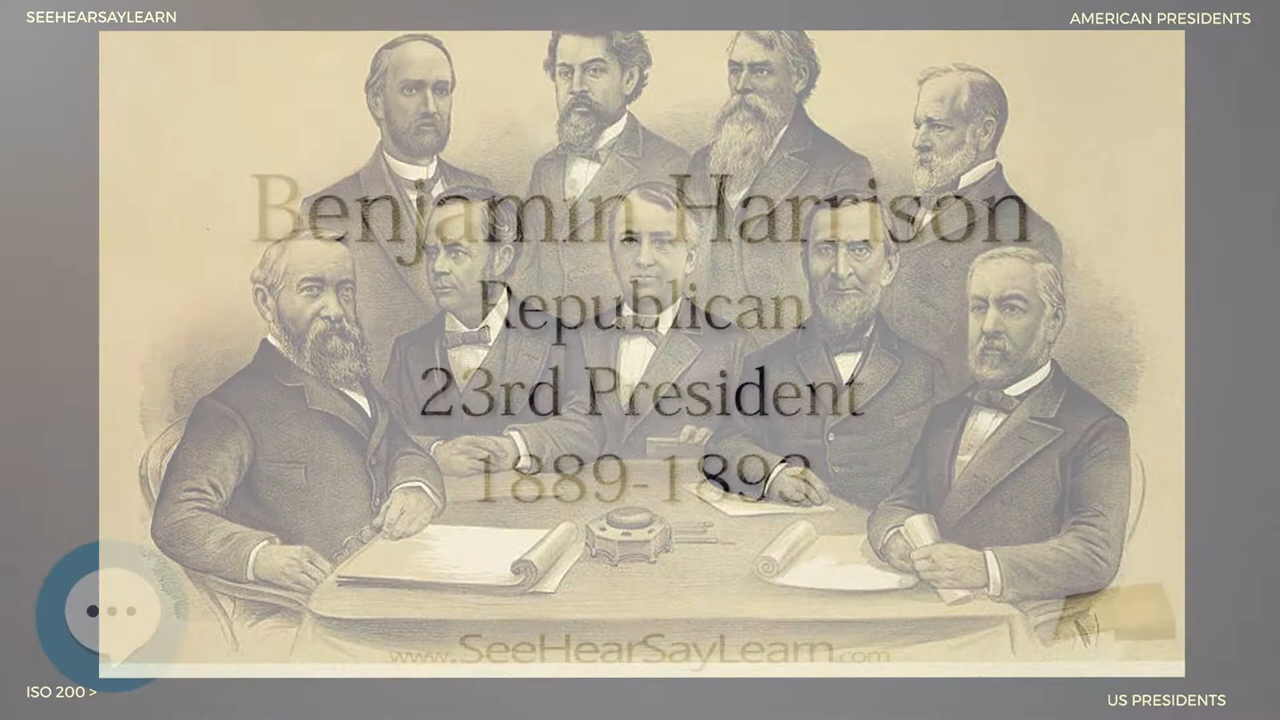 SEEHEARSAYLEARN
AMERICAN PRESIDENTS
Benjamin Harrison
Republican
23rd President
1889-1893
www.SeeHearSayLearn.com
ISO 200 >
US PRESIDENTS